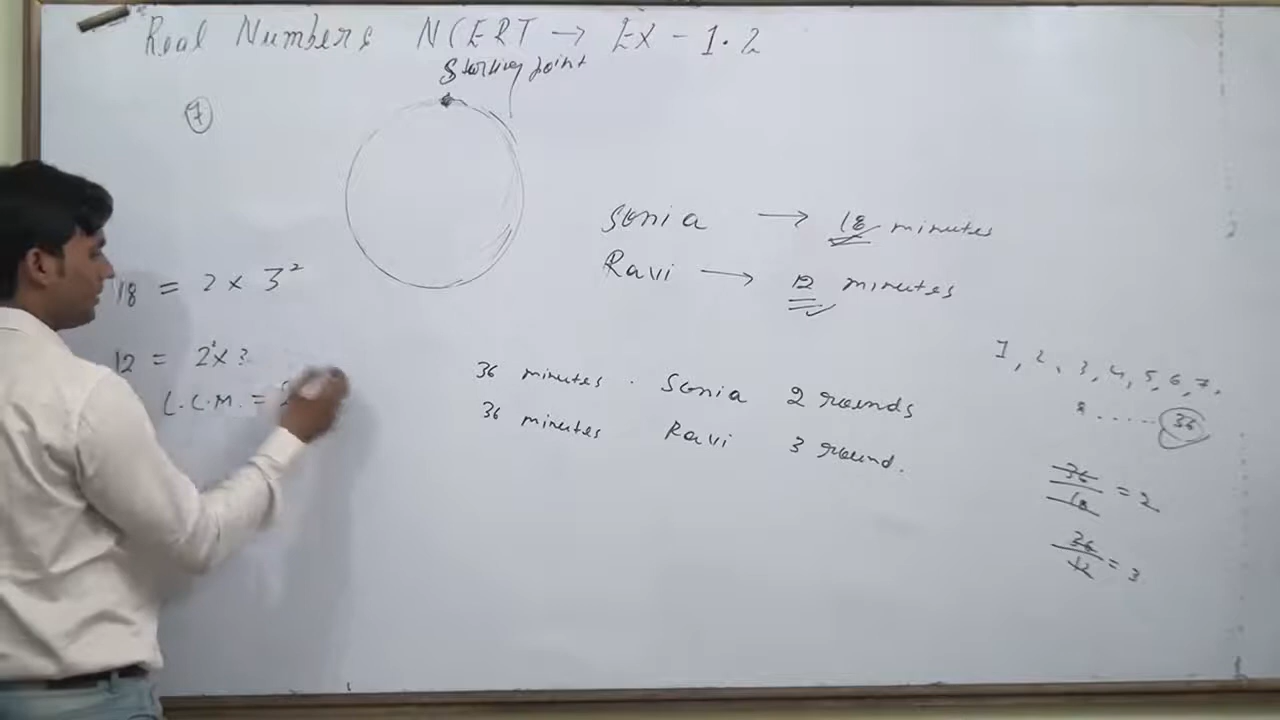 Real Numbers NCERT → Ex - 1.2
Starting point
7
Sonia → 18 minutes
Ravi → 12 minutes
18 = 2 x 3²
12 = 2² x 3
L.C.M. = 2
36 minutes . Sonia 2 rounds
36 minutes Ravi 3 round.
1, 2, 3, 4, 5, 6, 7,
8 ..... 36
36/18 = 2
36/12 = 3